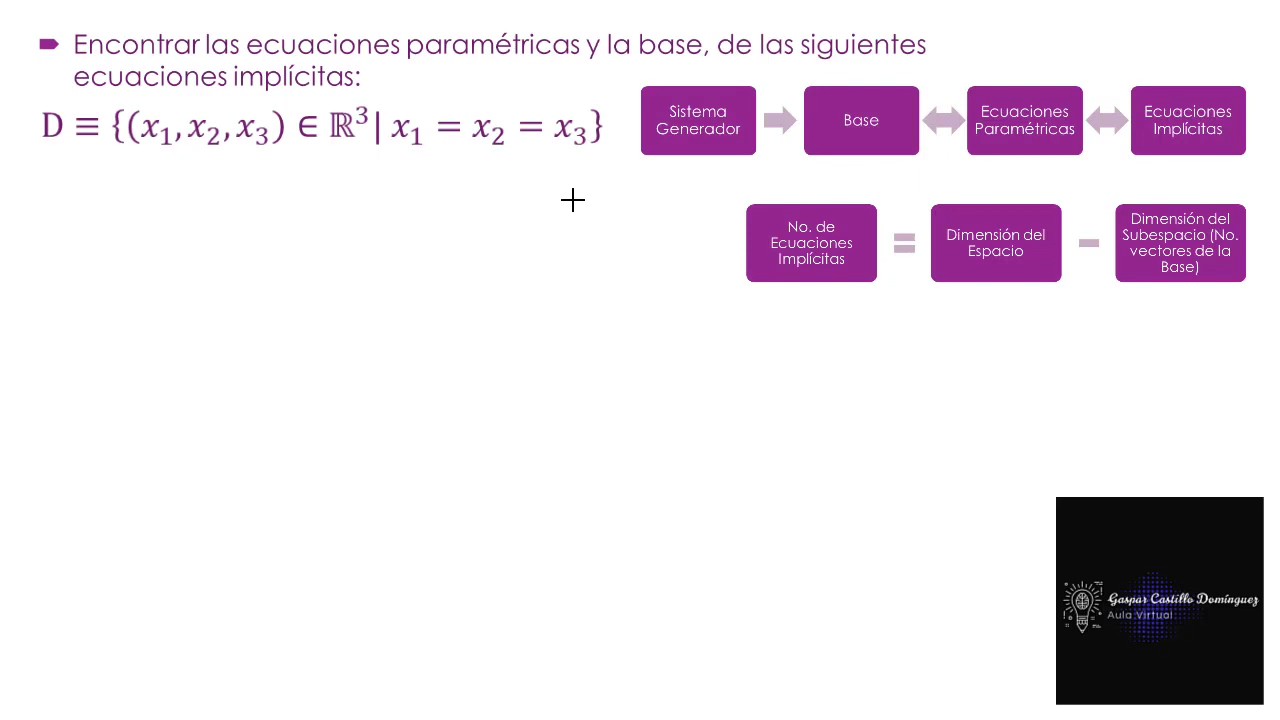 Encontrar las ecuaciones paramétricas y la base, de las siguientes
ecuaciones implícitas:
D ≡ {(x₁, x₂, x₃) ∈ ℝ³| x₁ = x₂ = x₃}
Sistema
Generador
Base
Ecuaciones
Paramétricas
Ecuaciones
Implícitas
No. de
Ecuaciones
Implícitas
=
Dimensión del
Espacio
-
Dimensión del
Subespacio (No.
vectores de la
Base)
Gaspar Castillo Domínguez
Aula Virtual